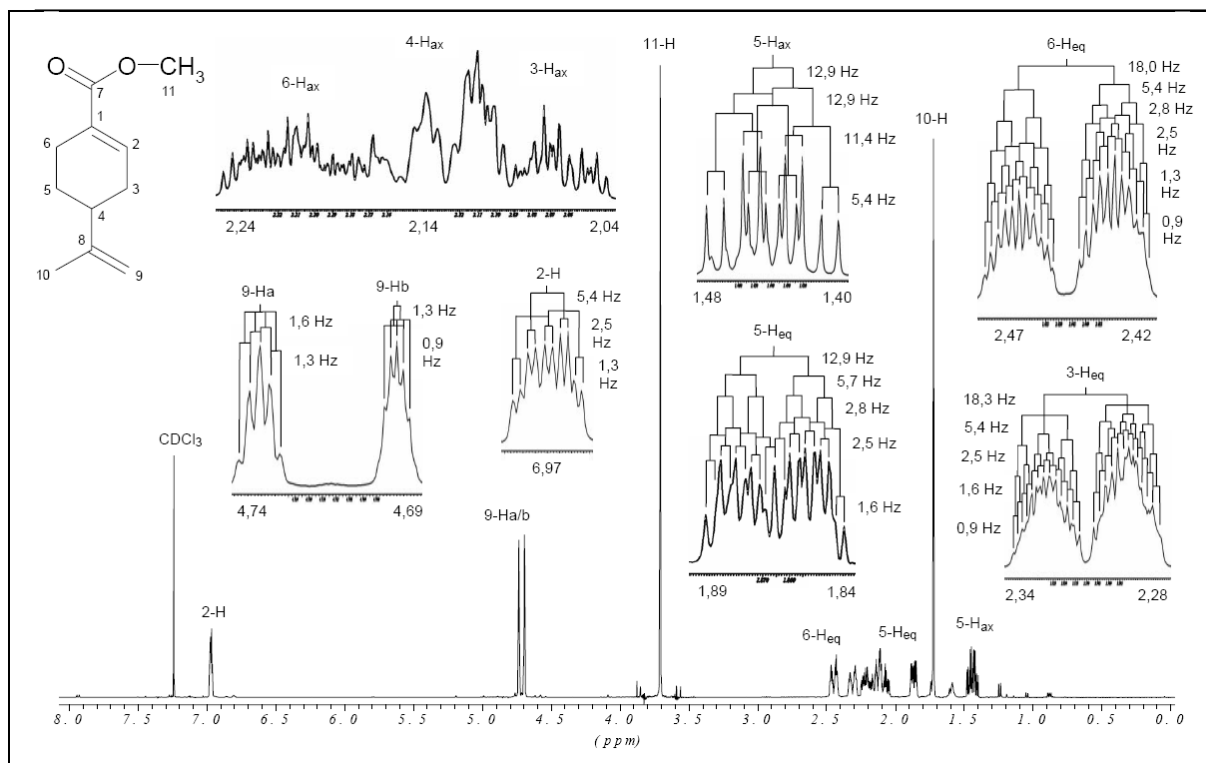 O
O
CH3
7
11
1
6
2
5
3
4
8
10
9
6-Hax
4-Hax
3-Hax
2,24
2,14
2,04
11-H
5-Hax
12,9 Hz
12,9 Hz
11,4 Hz
5,4 Hz
1,48
1,40
10-H
6-Heq
18,0 Hz
5,4 Hz
2,8 Hz
2,5
Hz
1,3
Hz
0,9
Hz
2,47
2,42
9-Ha
1,6 Hz
1,3 Hz
9-Hb
1,3 Hz
0,9
Hz
4,74
4,69
2-H
5,4 Hz
2,5
Hz
1,3
Hz
6,97
5-Heq
12,9 Hz
5,7 Hz
2,8 Hz
2,5 Hz
1,6 Hz
1,89
1,84
3-Heq
18,3 Hz
5,4 Hz
2,5 Hz
1,6 Hz
0,9 Hz
2,34
2,28
CDCl3
2-H
9-Ha/b
6-Heq
5-Heq
5-Hax
8.0 7.0 6.0 5.5 5.0 4.5 4.0 3.5 3.0 2.5 2.0 1.5 1.0 0.5 0.0
(ppm)